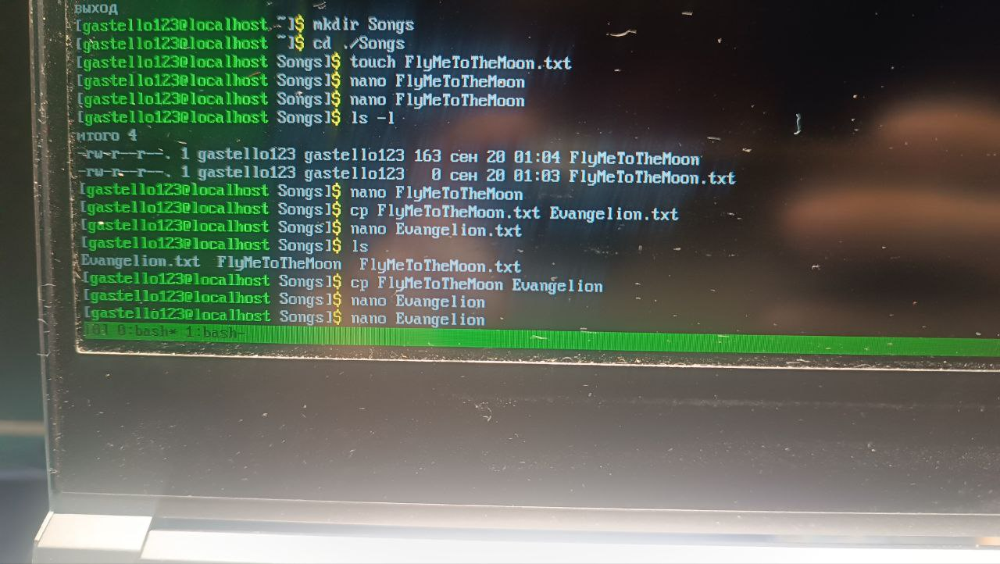 выход
[gastello123@localhost ~]$ mkdir Songs
[gastello123@localhost ~]$ cd ./Songs
[gastello123@localhost Songs]$ touch FlyMeToTheMoon.txt
[gastello123@localhost Songs]$ nano FlyMeToTheMoon
[gastello123@localhost Songs]$ nano FlyMeToTheMoon
[gastello123@localhost Songs]$ ls -l
итого 4
-rw-r--r--. 1 gastello123 gastello123 163 сен 20 01:04 FlyMeToTheMoon
-rw-r--r--. 1 gastello123 gastello123   0 сен 20 01:03 FlyMeToTheMoon.txt
[gastello123@localhost Songs]$ nano FlyMeToTheMoon
[gastello123@localhost Songs]$ cp FlyMeToTheMoon.txt Evangelion.txt
[gastello123@localhost Songs]$ nano Evangelion.txt
[gastello123@localhost Songs]$ ls
Evangelion.txt  FlyMeToTheMoon  FlyMeToTheMoon.txt
[gastello123@localhost Songs]$ cp FlyMeToTheMoon Evangelion
[gastello123@localhost Songs]$ nano Evangelion
[gastello123@localhost Songs]$ nano Evangelion
[0] 0:bash* 1:bash-